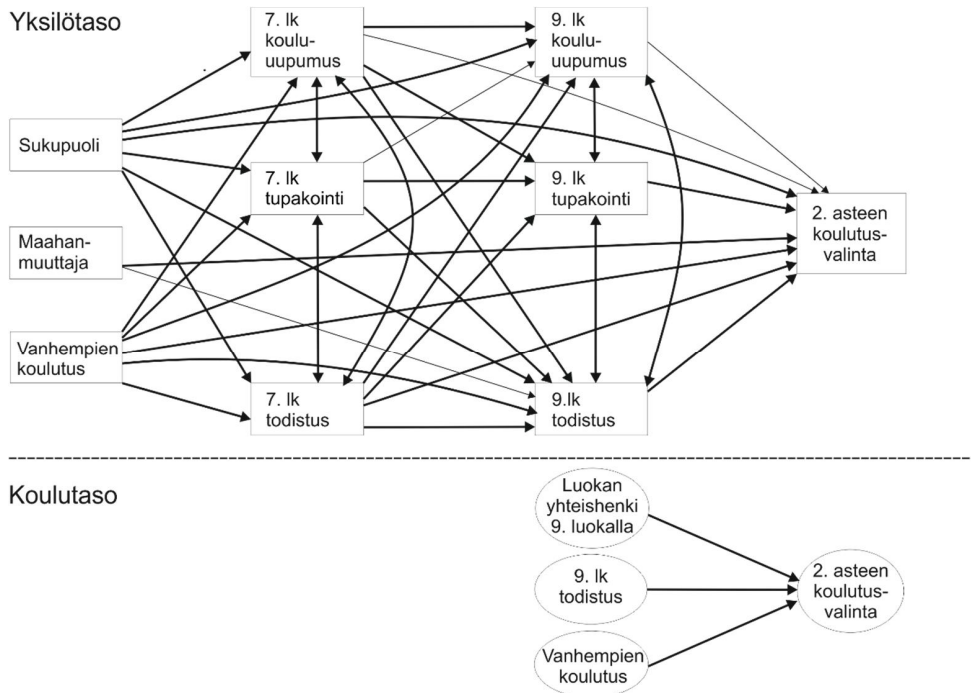 Yksilötaso
7. lk
koulu-
uupumus
9. lk
koulu-
uupumus
Sukupuoli
7. lk
tupakointi
9. lk
tupakointi
2. asteen
koulutus-
valinta
Maahan-
muuttaja
Vanhempien
koulutus
7. lk
todistus
9.lk
todistus
Koulutaso
Luokan
yhteishenki
9. luokalla
9. lk
todistus
2. asteen
koulutus-
valinta
Vanhempien
koulutus